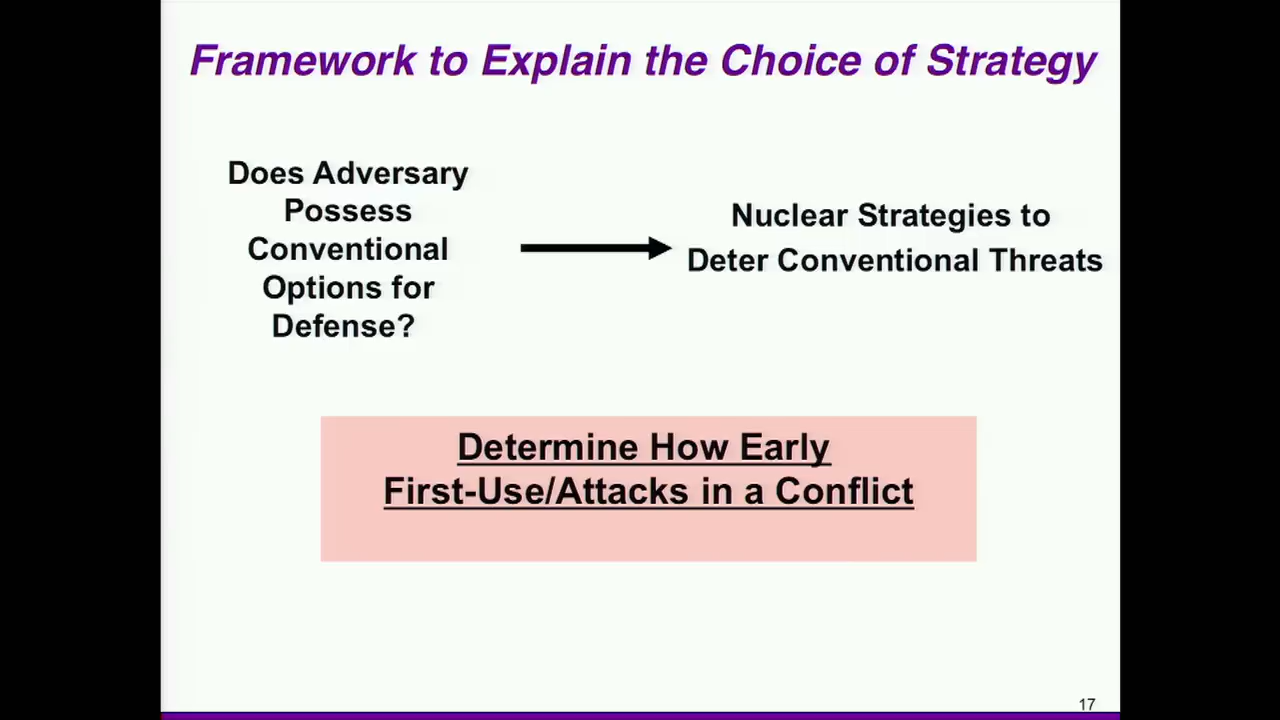 Framework to Explain the Choice of Strategy
Does Adversary
Possess
Conventional
Options for
Defense?
Nuclear Strategies to
Deter Conventional Threats
Determine How Early
First-Use/Attacks in a Conflict
17